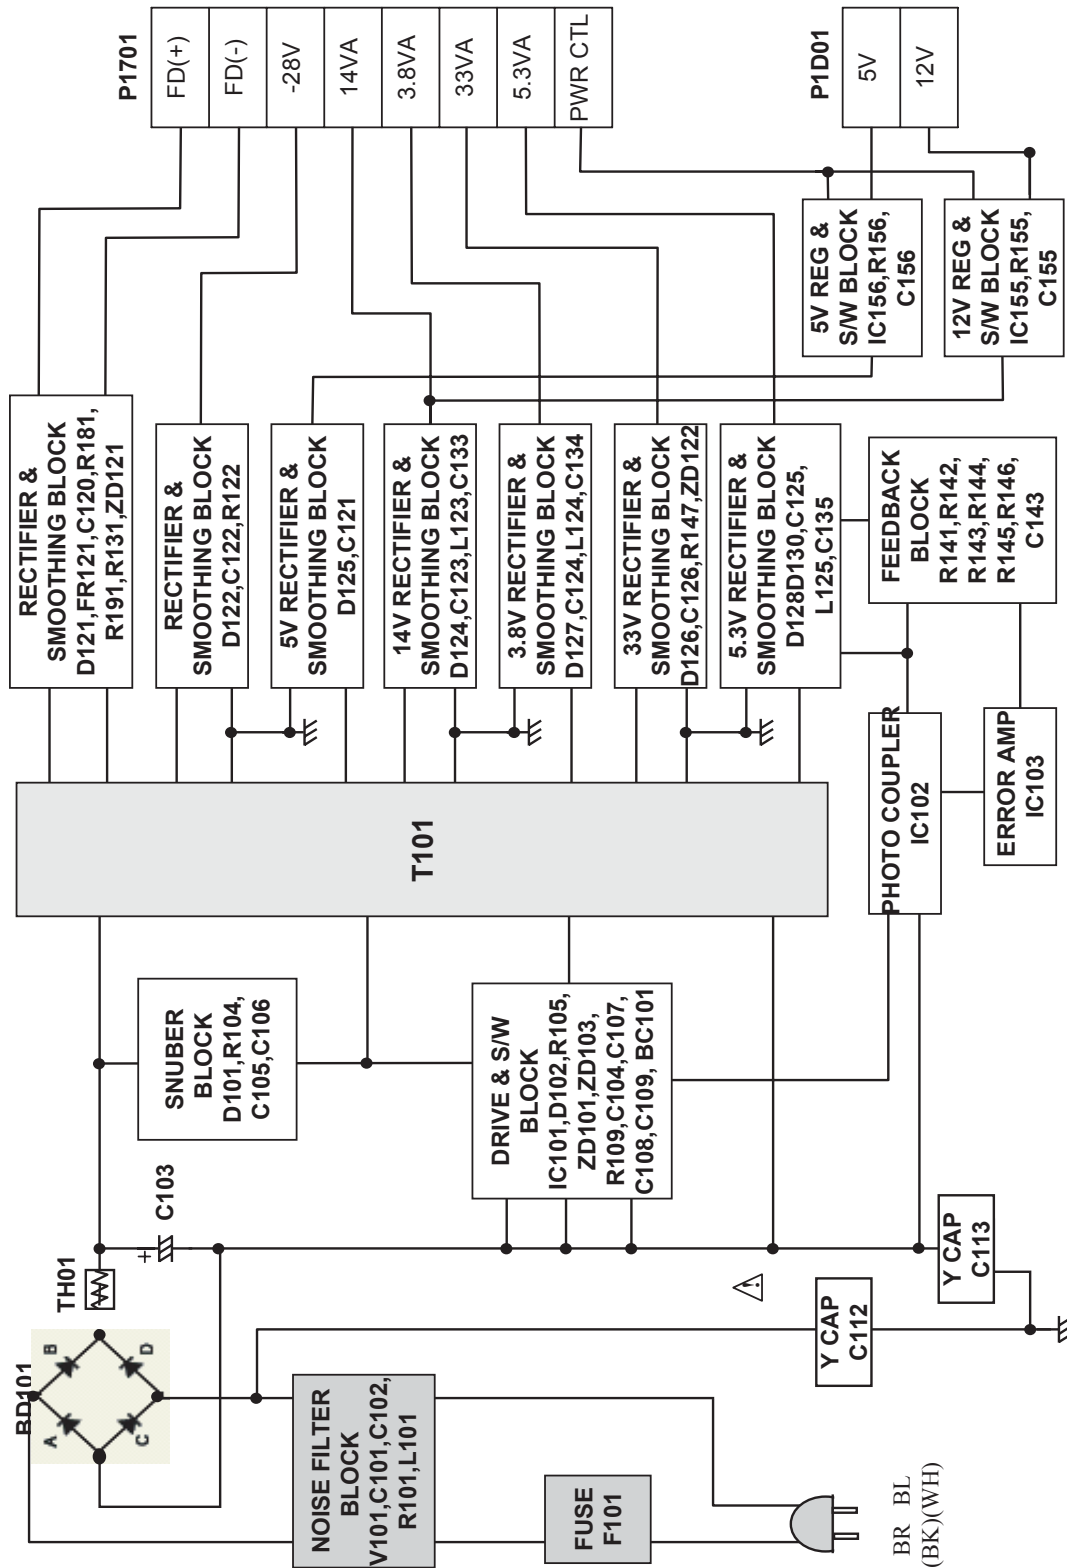 BD101
A
B
C
D
TH01
+
C103
NOISE FILTER
BLOCK
V101,C101,C102,
R101,L101
FUSE
F101
BR BL
(BK)(WH)
Y CAP
C112
Y CAP
C113
!
SNUBER
BLOCK
D101,R104,
C105,C106
DRIVE & S/W
BLOCK
IC101,D102,R105,
ZD101,ZD103,
R109,C104,C107,
C108,C109, BC101
T101
PHOTO COUPLER
IC102
ERROR AMP
IC103
FEEDBACK
BLOCK
R141,R142,
R143,R144,
R145,R146,
C143
RECTIFIER &
SMOOTHING BLOCK
D121,FR121,C120,R181,
R191,R131,ZD121
RECTIFIER &
SMOOTHING BLOCK
D122,C122,R122
5V RECTIFIER &
SMOOTHING BLOCK
D125,C121
14V RECTIFIER &
SMOOTHING BLOCK
D124,C123,L123,C133
3.8V RECTIFIER &
SMOOTHING BLOCK
D127,C124,L124,C134
33V RECTIFIER &
SMOOTHING BLOCK
D126,C126,R147,ZD122
5.3V RECTIFIER &
SMOOTHING BLOCK
D128D130,C125,
L125,C135
5V REG &
S/W BLOCK
IC156,R156,
C156
12V REG &
S/W BLOCK
IC155,R155,
C155
P1701
FD(+)
FD(-)
-28V
14VA
3.8VA
33VA
5.3VA
PWR CTL
P1D01
5V
12V